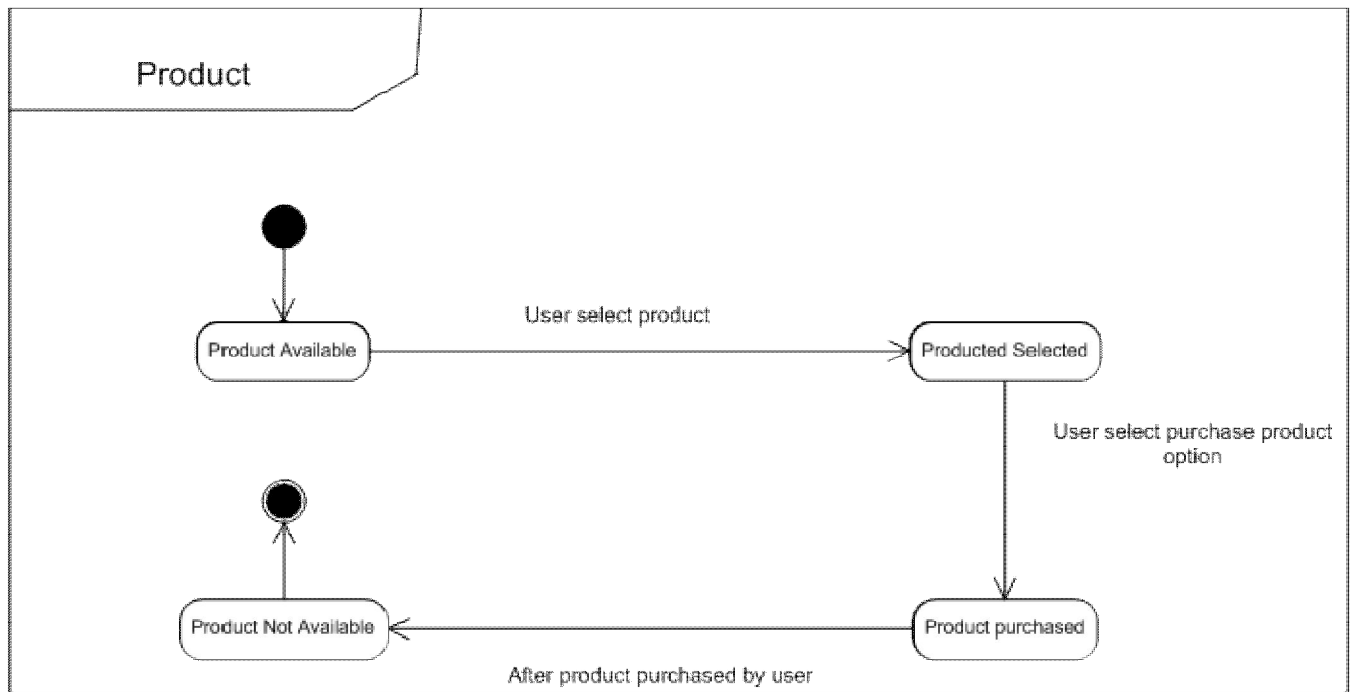 Product
User select product
Product Available
Producted Selected
User select purchase product
option
Product Not Available
Product purchased
After product purchased by user